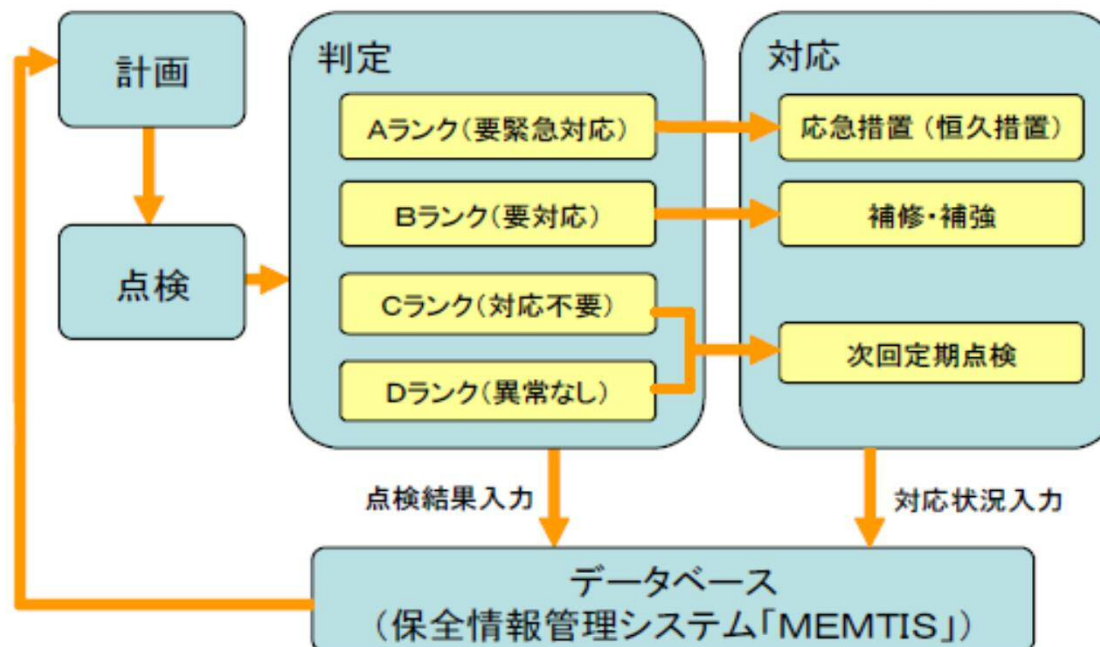 計画
点検
判定
Aランク(要緊急対応)
Bランク(要対応)
Cランク(対応不要)
Dランク(異常なし)
対応
応急措置(恒久措置)
補修・補強
次回定期点検
点検結果入力
対応状況入力
データベース
(保全情報管理システム「MEMTIS」)